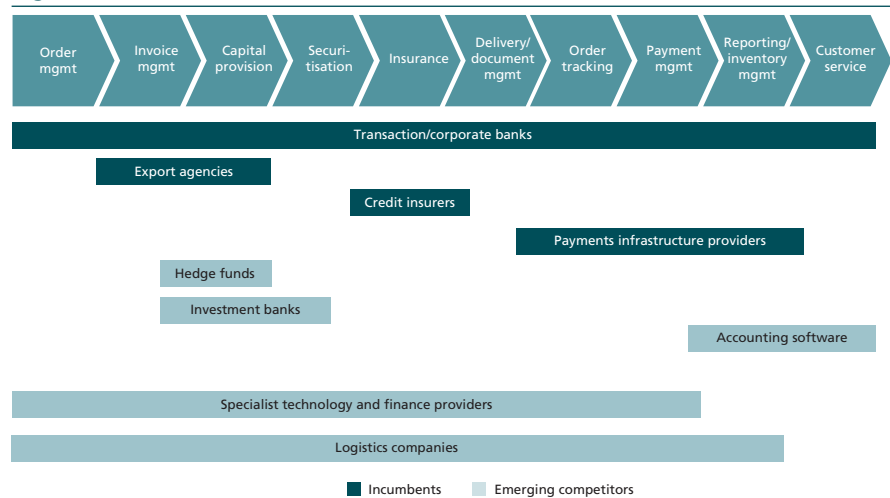 Order
mgmt
Invoice
mgmt
Capital
provision
Securi-
tisation
Insurance
Delivery/
document
mgmt
Order
tracking
Payment
mgmt
Reporting/
inventory
mgmt
Customer
service
Transaction/corporate banks
Export agencies
Credit insurers
Payments infrastructure providers
Hedge funds
Investment banks
Accounting software
Specialist technology and finance providers
Logistics companies
Incumbents
Emerging competitors